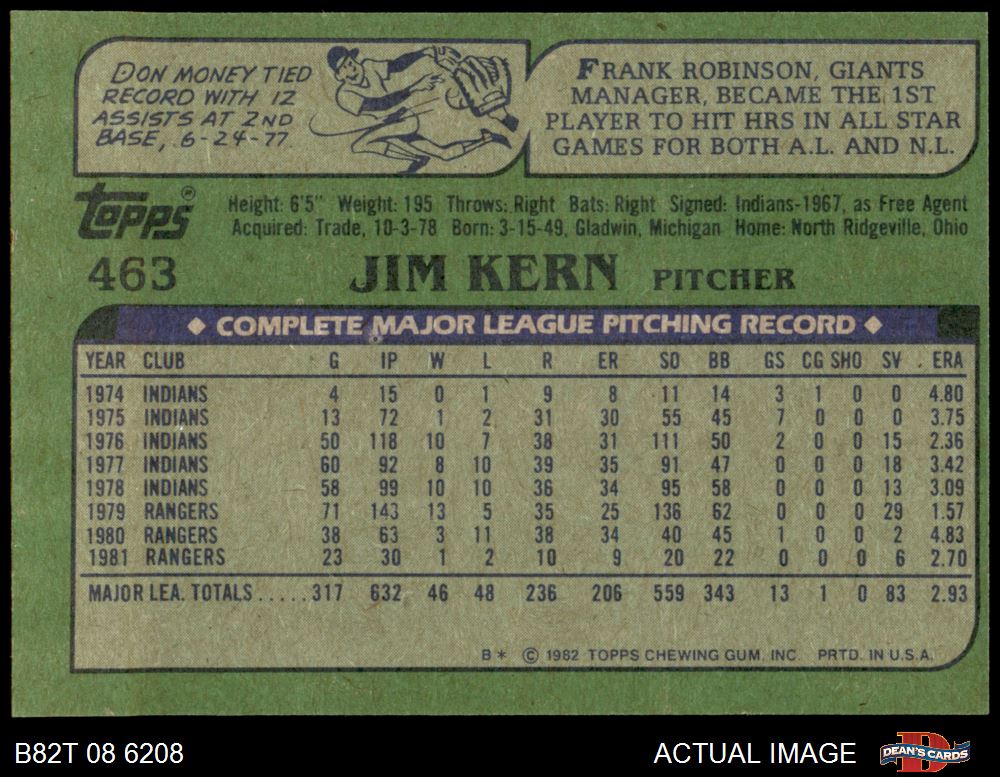 DON MONEY TIED
RECORD WITH 12
ASSISTS AT 2ND
BASE, 6-24-77
FRANK ROBINSON, GIANTS
MANAGER, BECAME THE 1ST
PLAYER TO HIT HRS IN ALL STAR
GAMES FOR BOTH A.L. AND N.L.
Topps®
Height: 6'5" Weight: 195 Throws: Right Bats: Right Signed: Indians-1967, as Free Agent
Acquired: Trade, 10-3-78 Born: 3-15-49, Gladwin, Michigan Home: North Ridgeville, Ohio
463 JIM KERN PITCHER
◆ COMPLETE MAJOR LEAGUE PITCHING RECORD ◆
YEAR CLUB G IP W L R ER SO BB GS CG SHO SV ERA
1974 INDIANS 4 15 0 1 9 8 11 14 3 1 0 0 4.80
1975 INDIANS 13 72 1 2 31 30 55 45 7 0 0 0 3.75
1976 INDIANS 50 118 10 7 38 31 111 50 2 0 0 15 2.36
1977 INDIANS 60 92 8 10 39 35 91 47 0 0 0 18 3.42
1978 INDIANS 58 99 10 10 36 34 95 58 0 0 0 13 3.09
1979 RANGERS 71 143 13 5 35 25 136 62 0 0 0 29 1.57
1980 RANGERS 38 63 3 11 38 34 40 45 1 0 0 2 4.83
1981 RANGERS 23 30 1 2 10 9 20 22 0 0 0 6 2.70
MAJOR LEA. TOTALS.....317 632 46 48 236 206 559 343 13 1 0 83 2.93
B* © 1982 TOPPS CHEWING GUM, INC. PRTD. IN U.S.A.
B82T 08 6208
ACTUAL IMAGE
DEAN'S CARDS